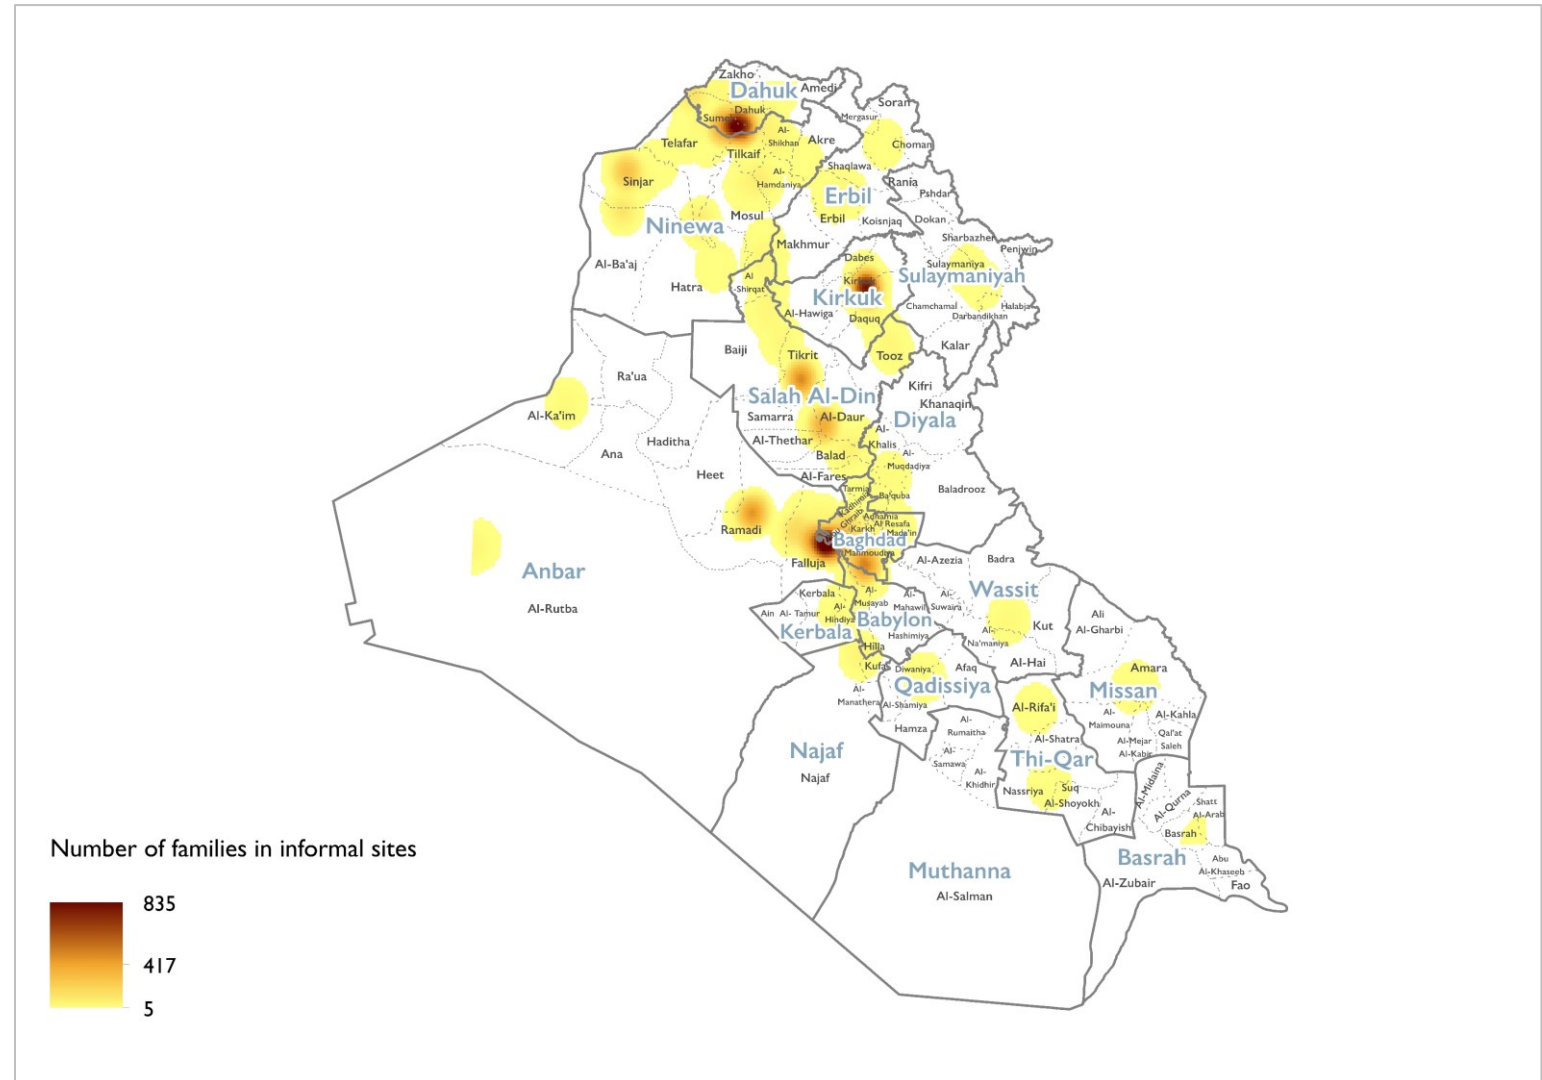 Zakho
Dahuk
Amedi
Soran
Dahuk
Mergasur
Telafar
Al-
Shikhan
Akre
Choman
Tilkaif
Shaqlawa
Sinjar
Al-
Hamdaniya
Rania
Pshdar
Erbil
Mosul
Erbil
Koisnjaq
Dokan
Ninewa
Sharbazher
Makhmur
Penjwin
Dabes
Al-Ba'aj
Sulaymaniya
Sulaymaniyah
Al
-Shirqat
Hatra
Kirkuk
Al-Hawiga
Daquq
Chamchamal
Halabja
Darbandikhan
Baiji
Tikrit
Tooz
Kalar
Ra'ua
Kifri
Salah Al-Din
Khanaqin
Al-Ka'im
Samarra
Al-Daur
Diyala
Al-
Khalis
Haditha
Al-Thethar
Ana
Balad
Al-
Muqdadiya
Heet
Al-Fares
Tarmia
Baladrooz
Ba'quba
Kadhimia
Abu Ghraib
Adhamia
Karkh
Al Resafa
Mada'in
Ramadi
Baghdad
Mahmoudiya
Falluja
Al-Azezia
Badra
Anbar
Al-Rutba
Wassit
Kerbala
Al-
Musayab
Al-
Mahawil
Al-
Suwaira
Ain Al- Tamur
Al-
Hindiya
Babylon
Kerbala
Hashimiya
Kut
Al-
Na'maniya
Ali
Al-Gharbi
Hilla
Kufa
Al-Hai
Diwaniya
Afaq
Qadissiya
Amara
Missan
Al-
Manathera
Al-Shamiya
Al-Rifa'i
Al-
Maimouna
Al-Kahla
Hamza
Al-
Rumaitha
Al-Shatra
Al-Mejar
Al-Kabir
Qal'at
Saleh
Najaf
Najaf
Al-
Samawa
Al-
Khidhir
Thi-Qar
Nassriya
Suq
Al-Shoyokh
Al-Midaina
Al-Qurna
Shatt
Al-Arab
Al-
Chibayish
Basrah
Basrah
Abu
Al-Khaseeb
Fao
Al-Zubair
Muthanna
Al-Salman
Number of families in informal sites
835
417
5